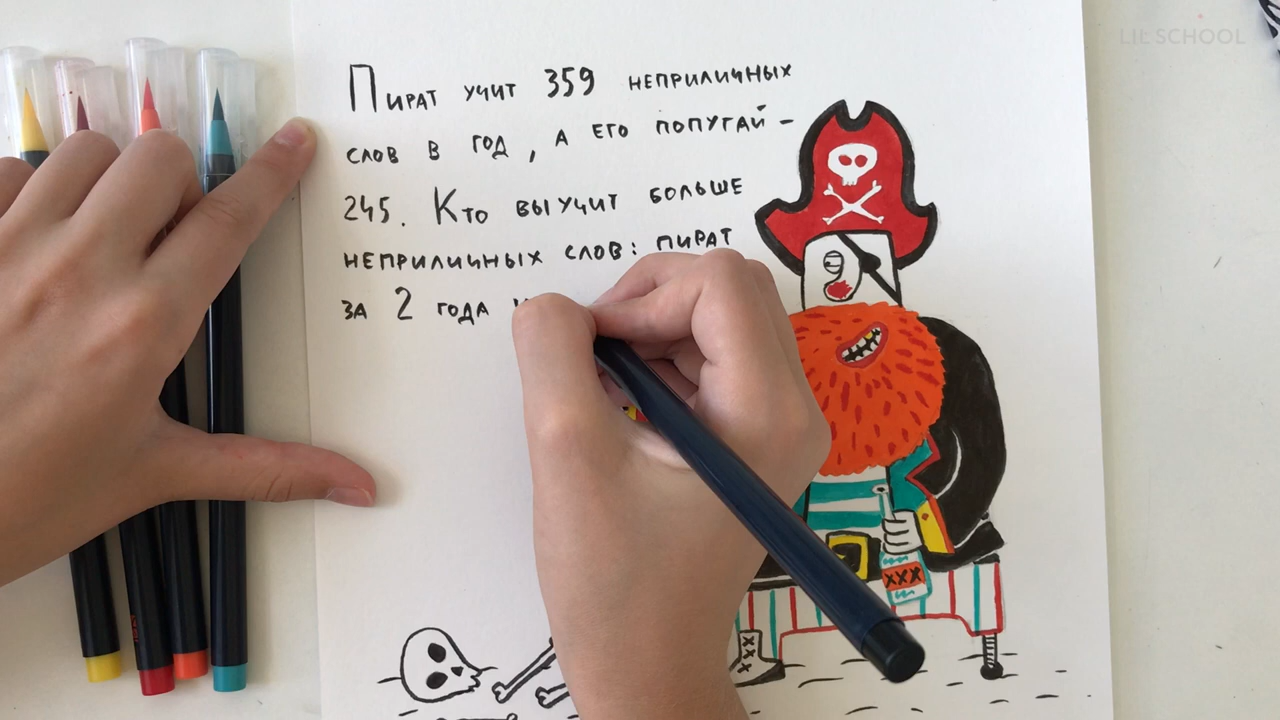 Пират учит 359 неприличных
слов в год, а его попугай –
245. Кто выучит больше
неприличных слов: пират
за 2 года и
LIL SCHOOL
XXX